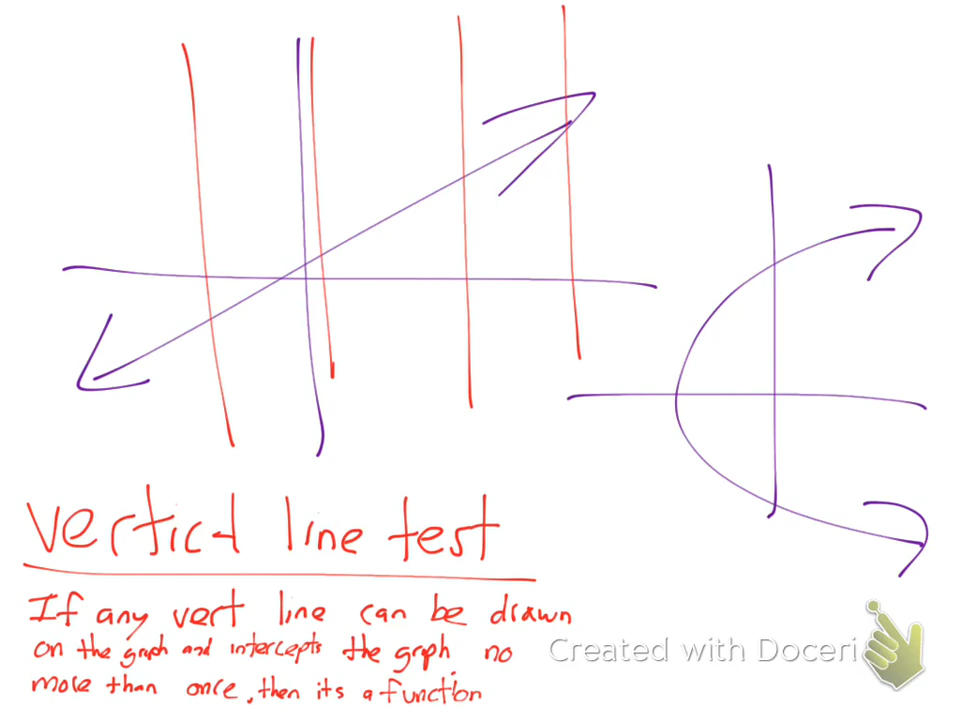 vertical line test
If any vert line can be drawn
on the graph and intercepts the graph no
more than once, then its a function
Created with Doceri